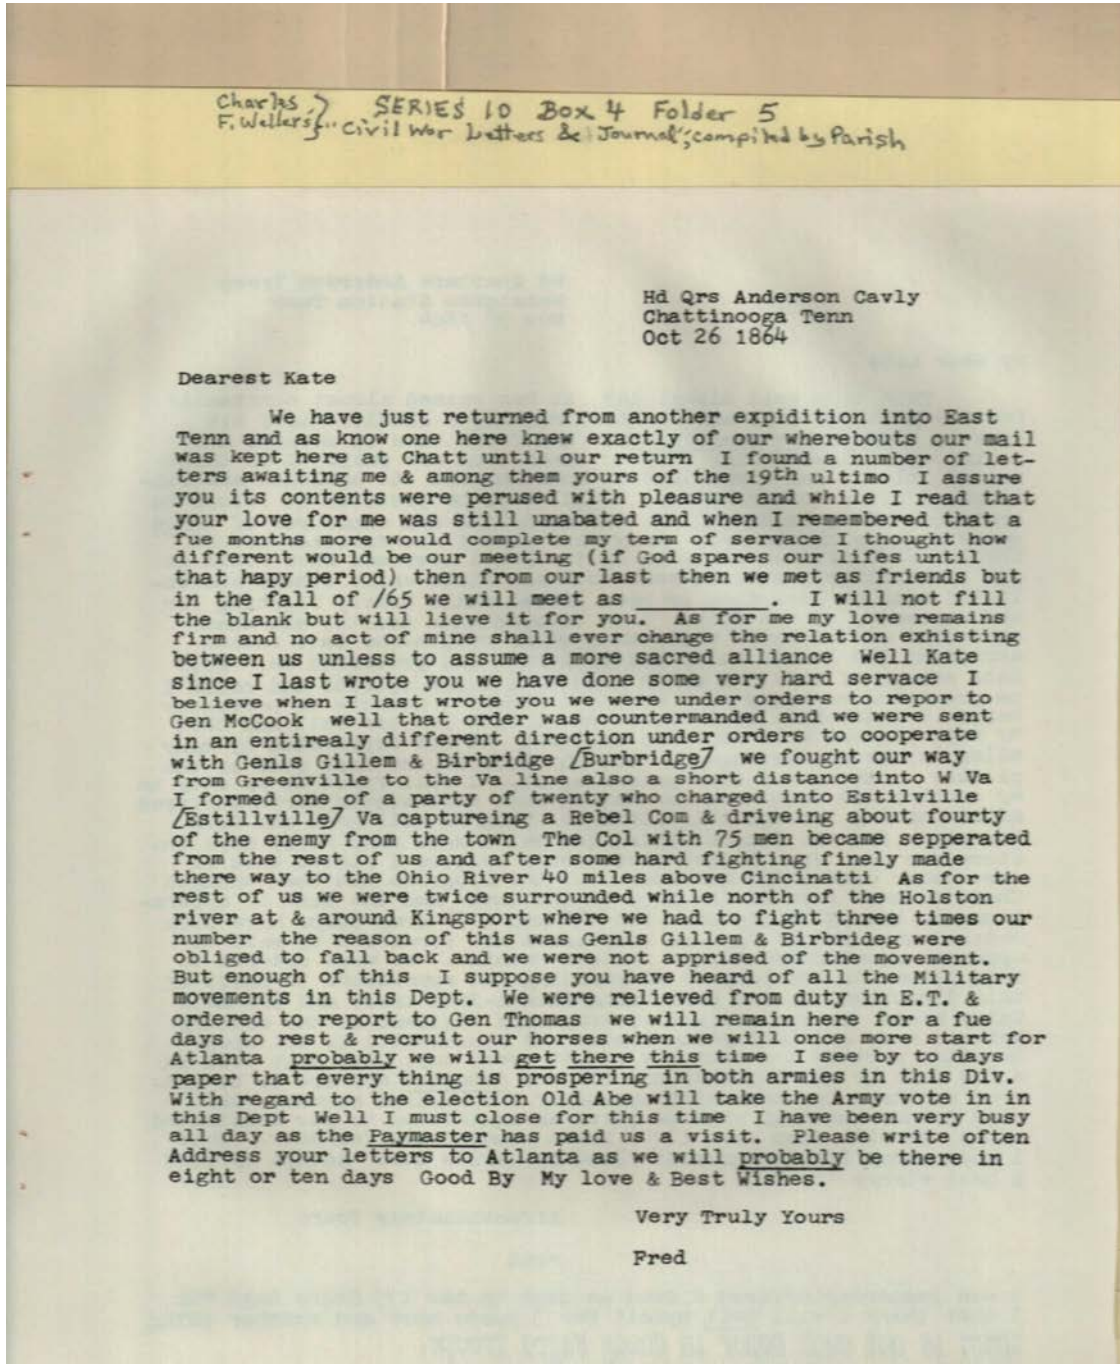 Charles } SERIES 10 Box 4 Folder 5
F. Wellers } "Civil War Letters & Journal", compiled by Parish
Hd Qrs Anderson Cavly
Chattinooga Tenn
Oct 26 1864
Dearest Kate
We have just returned from another expidition into East
Tenn and as know one here knew exactly of our wherebouts our mail
was kept here at Chatt until our return I found a number of let-
ters awaiting me & among them yours of the 19th ultimo I assure
you its contents were perused with pleasure and while I read that
your love for me was still unabated and when I remembered that a
fue months more would complete my term of servace I thought how
different would be our meeting (if God spares our lifes until
that hapy period) then from our last then we met as friends but
in the fall of /65 we will meet as __________. I will not fill
the blank but will lieve it for you. As for me my love remains
firm and no act of mine shall ever change the relation exhisting
between us unless to assume a more sacred alliance Well Kate
since I last wrote you we have done some very hard servace I
believe when I last wrote you we were under orders to repor to
Gen McCook well that order was countermanded and we were sent
in an entirealy different direction under orders to cooperate
with Genls Gillem & Birbridge [Burbridge] we fought our way
from Greenville to the Va line also a short distance into W Va
I formed one of a party of twenty who charged into Estilville
[Estillville] Va captureing a Rebel Com & driveing about fourty
of the enemy from the town The Col with 75 men became sepperated
from the rest of us and after some hard fighting finely made
there way to the Ohio River 40 miles above Cincinatti As for the
rest of us we were twice surrounded while north of the Holston
river at & around Kingsport where we had to fight three times our
number the reason of this was Genls Gillem & Birbrideg were
obliged to fall back and we were not apprised of the movement.
But enough of this I suppose you have heard of all the Military
movements in this Dept. We were relieved from duty in E.T. &
ordered to report to Gen Thomas we will remain here for a fue
days to rest & recruit our horses when we will once more start for
Atlanta probably we will get there this time I see by to days
paper that every thing is prospering in both armies in this Div.
With regard to the election Old Abe will take the Army vote in in
this Dept Well I must close for this time I have been very busy
all day as the Paymaster has paid us a visit. Please write often
Address your letters to Atlanta as we will probably be there in
eight or ten days Good By My love & Best Wishes.
Very Truly Yours
Fred